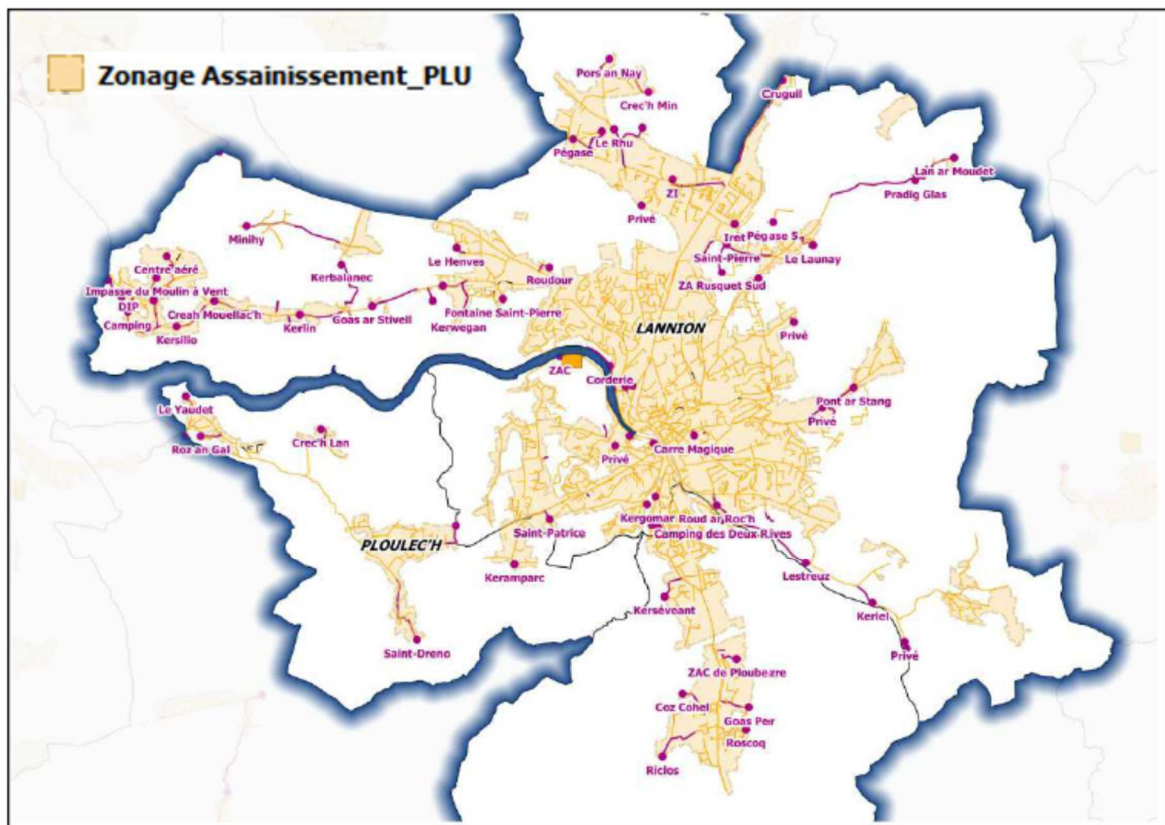 Zonage Assainissement_PLU
Pors an Nay
Crec'h Min
Cruguil
Pégase
Le Rhu
Lan ar Moudet
Pradig Glas
ZI
Privé
Minihy
Irét
Pégase 5
Saint-Pierre
Le Launay
Le Henves
Centre aéré
Kerbalanec
Roudour
ZA Rusquet Sud
Impasse du Moulin à Vent
DIP
Creah Mouellac'h
Goas ar Stivell
Fontaine Saint-Pierre
Camping
Kerlin
Kerwegan
Kersilio
LANNION
Privé
ZAC
Corderie
Pont ar Stang
Privé
Le Yaudet
Roz an Gal
Crec'h Lan
Privé
Carre Magique
Kergomar
Roud ar Roc'h
Saint-Patrice
Camping des Deux Rives
PLOULEC'H
Keramparc
Lestreuz
Kerséveant
Keriel
Saint-Dreno
Privé
ZAC de Ploubezre
Coz Cohel
Goas Per
Roscoq
Riclos